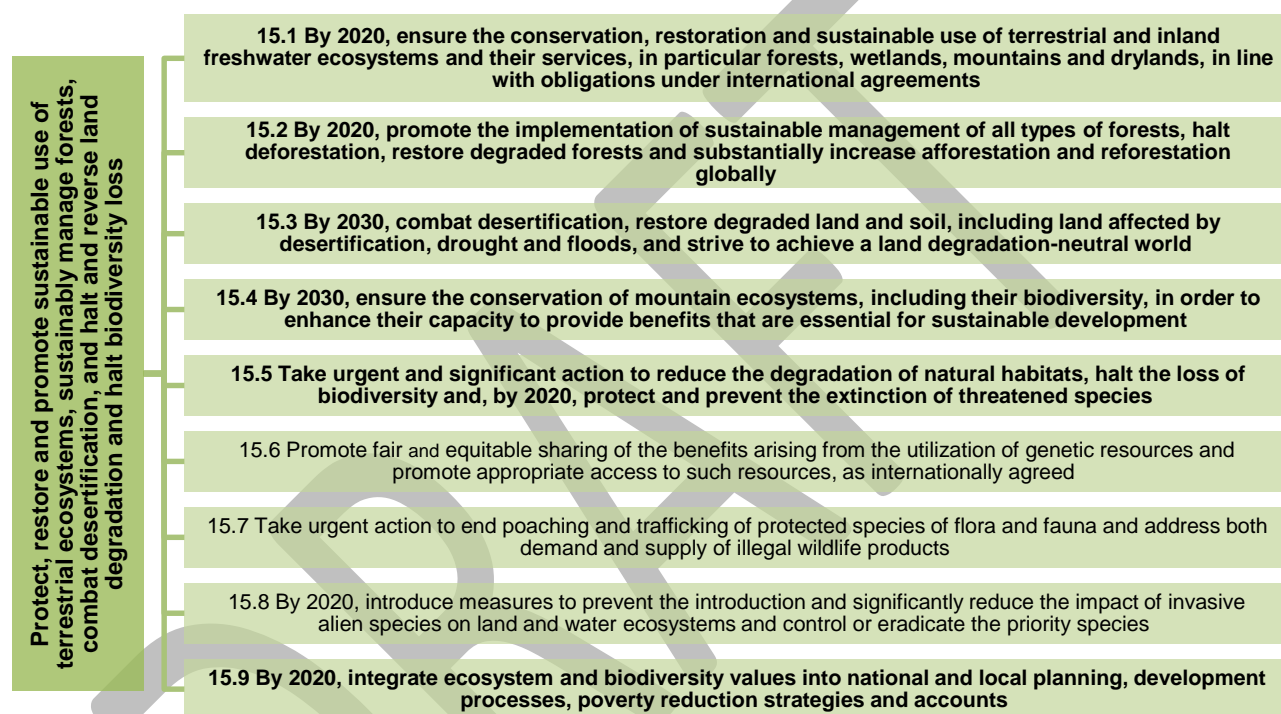 Protect, restore and promote sustainable use of
terrestrial ecosystems, sustainably manage forests,
combat desertification, and halt and reverse land
degradation and halt biodiversity loss
15.1 By 2020, ensure the conservation, restoration and sustainable use of terrestrial and inland
freshwater ecosystems and their services, in particular forests, wetlands, mountains and drylands, in line
with obligations under international agreements
15.2 By 2020, promote the implementation of sustainable management of all types of forests, halt
deforestation, restore degraded forests and substantially increase afforestation and reforestation
globally
15.3 By 2030, combat desertification, restore degraded land and soil, including land affected by
desertification, drought and floods, and strive to achieve a land degradation-neutral world
15.4 By 2030, ensure the conservation of mountain ecosystems, including their biodiversity, in order to
enhance their capacity to provide benefits that are essential for sustainable development
15.5 Take urgent and significant action to reduce the degradation of natural habitats, halt the loss of
biodiversity and, by 2020, protect and prevent the extinction of threatened species
15.6 Promote fair and equitable sharing of the benefits arising from the utilization of genetic resources and
promote appropriate access to such resources, as internationally agreed
15.7 Take urgent action to end poaching and trafficking of protected species of flora and fauna and address both
demand and supply of illegal wildlife products
15.8 By 2020, introduce measures to prevent the introduction and significantly reduce the impact of invasive
alien species on land and water ecosystems and control or eradicate the priority species
15.9 By 2020, integrate ecosystem and biodiversity values into national and local planning, development
processes, poverty reduction strategies and accounts
DRAFT